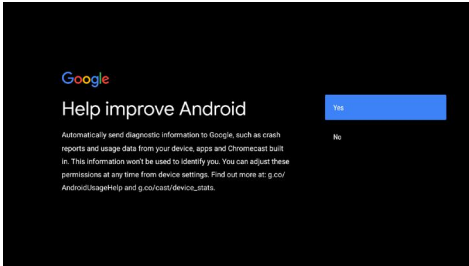 Google
Help improve Android
Automatically send diagnostic information to Google, such as crash
reports and usage data from your device, apps and Chromecast built
in. This information won't be used to identify you. You can adjust these
permissions at any time from device settings. Find out more at: g.co/
AndroidUsageHelp and g.co/cast/device_stats.
Yes
No